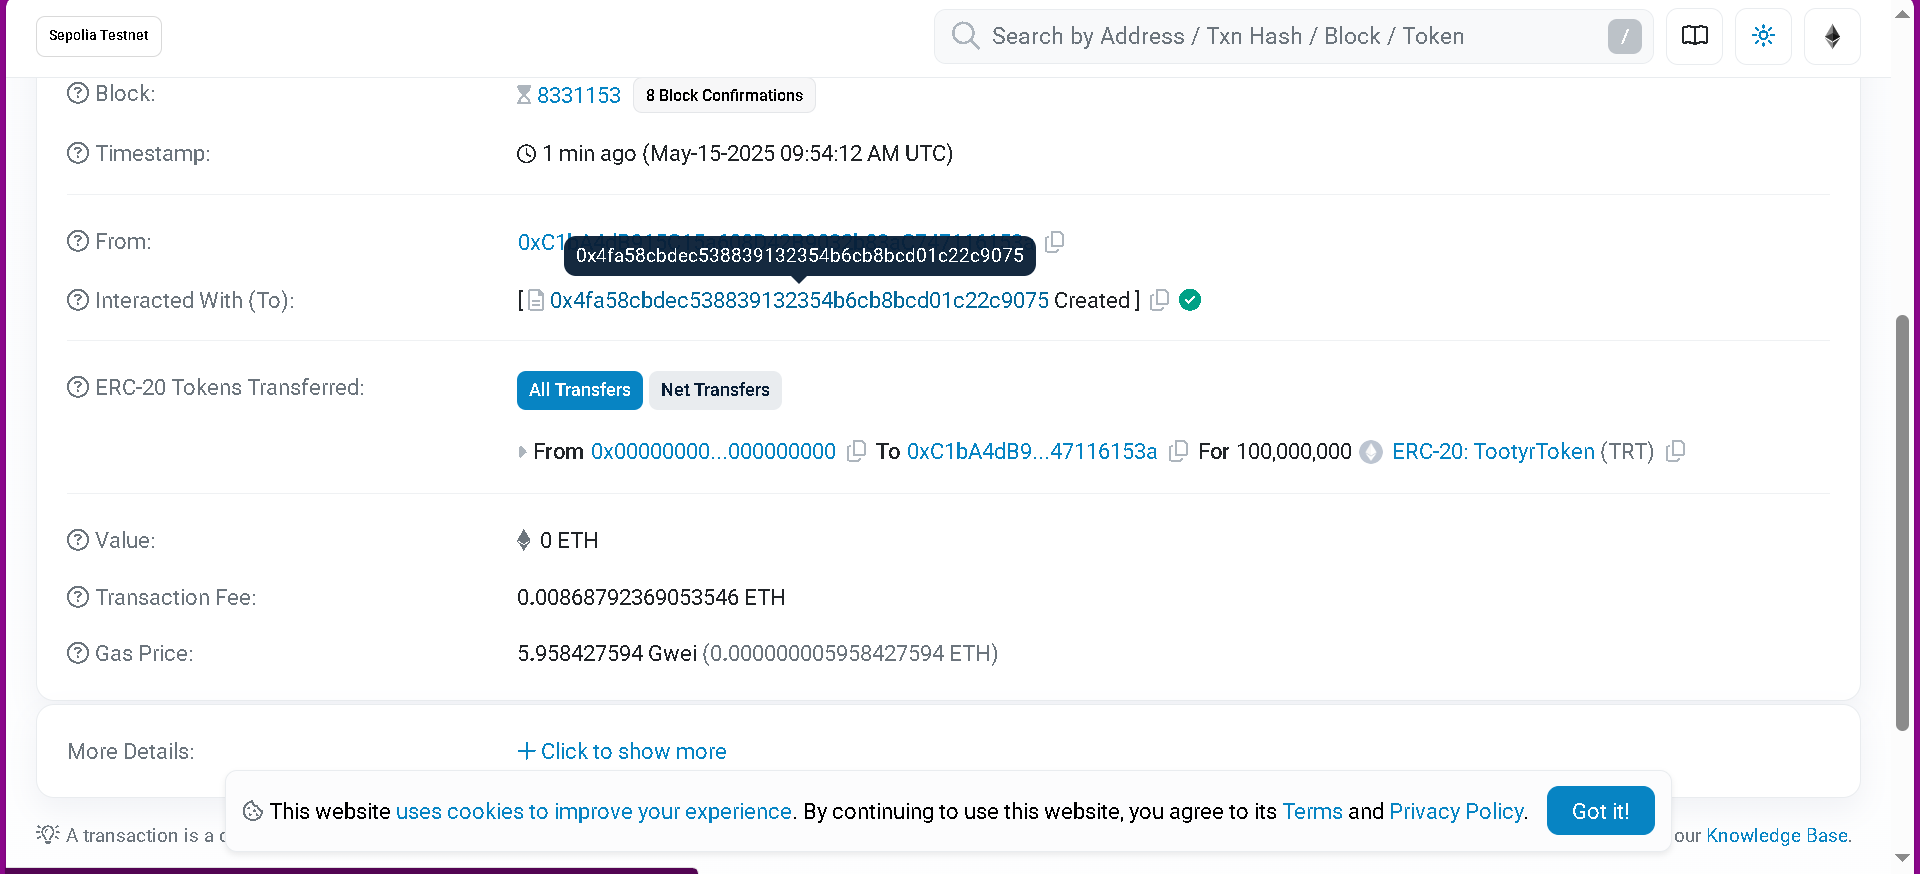 Sepolia Testnet
Search by Address / Txn Hash / Block / Token
/
Block:
8331153
8 Block Confirmations
Timestamp:
1 min ago (May-15-2025 09:54:12 AM UTC)
From:
0x4fa58cbdec538839132354b6cb8bcd01c22c9075
Interacted With (To):
[ 0x4fa58cbdec538839132354b6cb8bcd01c22c9075 Created ]
ERC-20 Tokens Transferred:
All Transfers
Net Transfers
From 0x00000000...000000000 To 0xC1bA4dB9...47116153a For 100,000,000 ERC-20: TootyrToken (TRT)
Value:
0 ETH
Transaction Fee:
0.00868792369053546 ETH
Gas Price:
5.958427594 Gwei (0.000000005958427594 ETH)
More Details:
Click to show more
This website uses cookies to improve your experience. By continuing to use this website, you agree to its Terms and Privacy Policy.
Got it!
A transaction is a
our Knowledge Base.